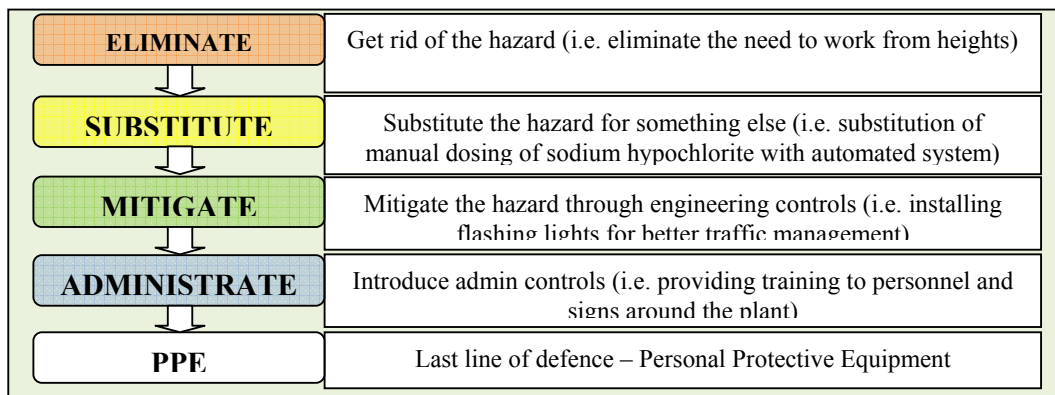 ELIMINATE
Get rid of the hazard (i.e. eliminate the need to work from heights)
SUBSTITUTE
Substitute the hazard for something else (i.e. substitution of
manual dosing of sodium hypochlorite with automated system)
MITIGATE
Mitigate the hazard through engineering controls (i.e. installing
flashing lights for better traffic management)
ADMINISTRATE
Introduce admin controls (i.e. providing training to personnel and
signs around the plant)
PPE
Last line of defence – Personal Protective Equipment